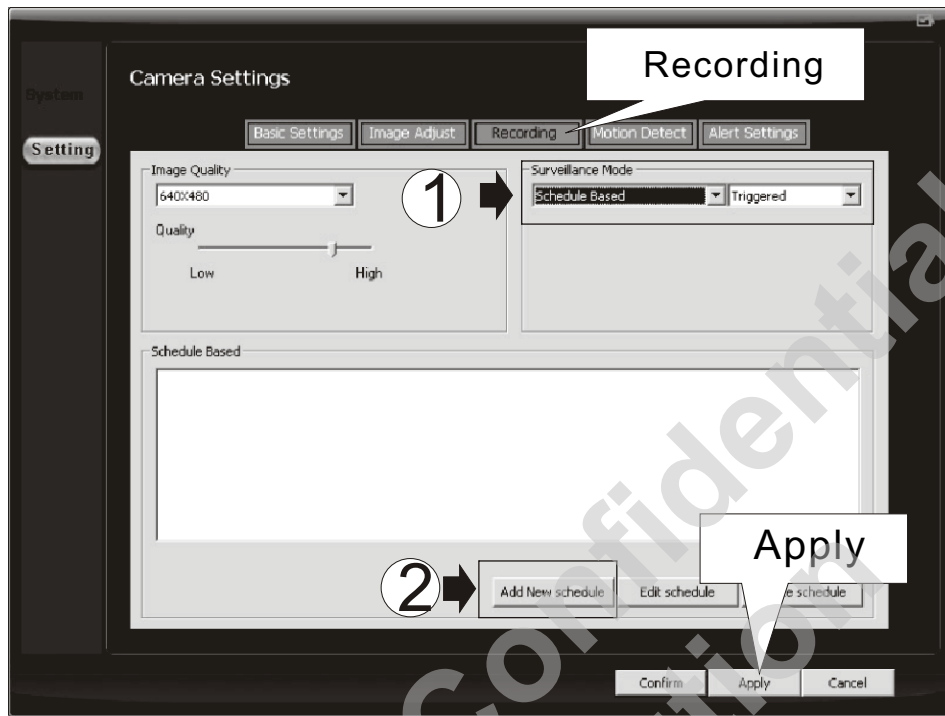 Recording
Camera Settings
System
Basic Settings
Image Adjust
Recording
Motion Detect
Alert Settings
Setting
Image Quality
640X480
Quality
Low High
1
Surveillance Mode
Schedule Based
Triggered
Schedule Based
Apply
2
Add New schedule
Edit schedule
schedule
Confirm
Apply
Cancel
Confidential